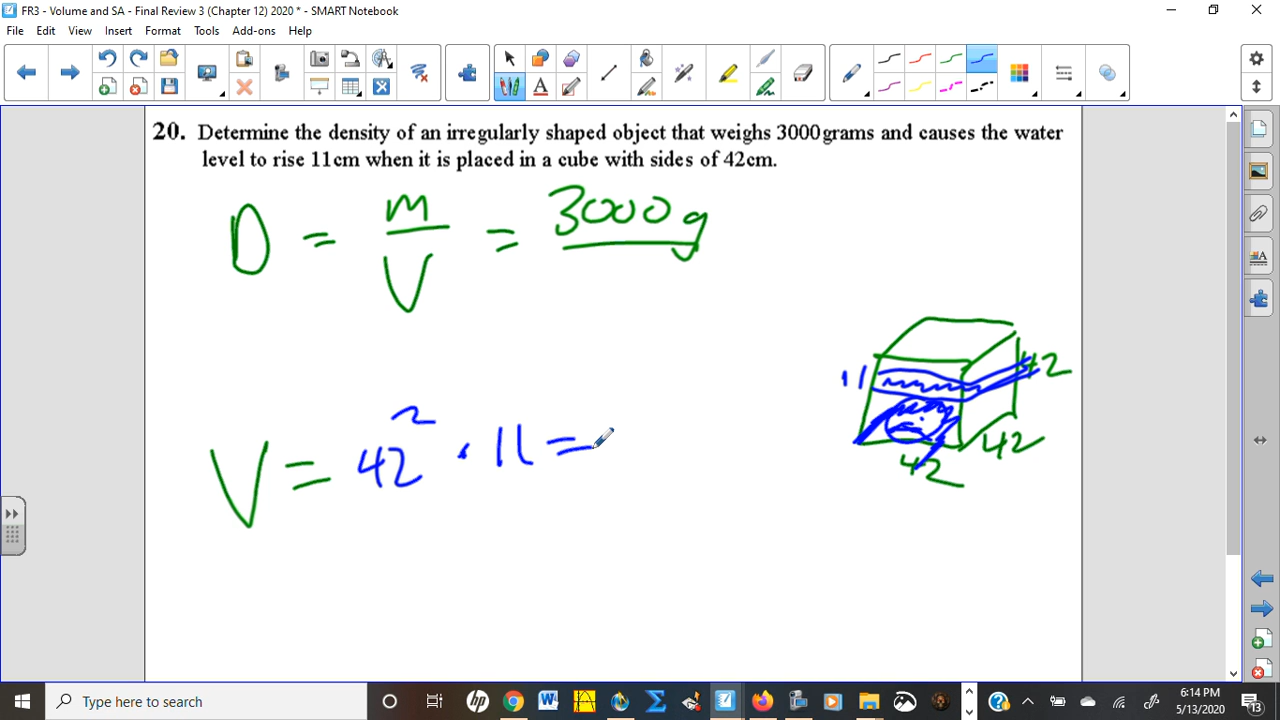 FR3 - Volume and SA - Final Review 3 (Chapter 12) 2020 * - SMART Notebook
File Edit View Insert Format Tools Add-ons Help
20. Determine the density of an irregularly shaped object that weighs 3000grams and causes the water
level to rise 11cm when it is placed in a cube with sides of 42cm.
D = m/V = 3000g
11
42
42
42
V = 42² · 11 =
Type here to search
6:14 PM
5/13/2020
13